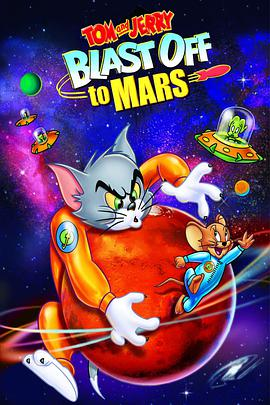 TOM and JERRY
BLAST OFF
to MARS